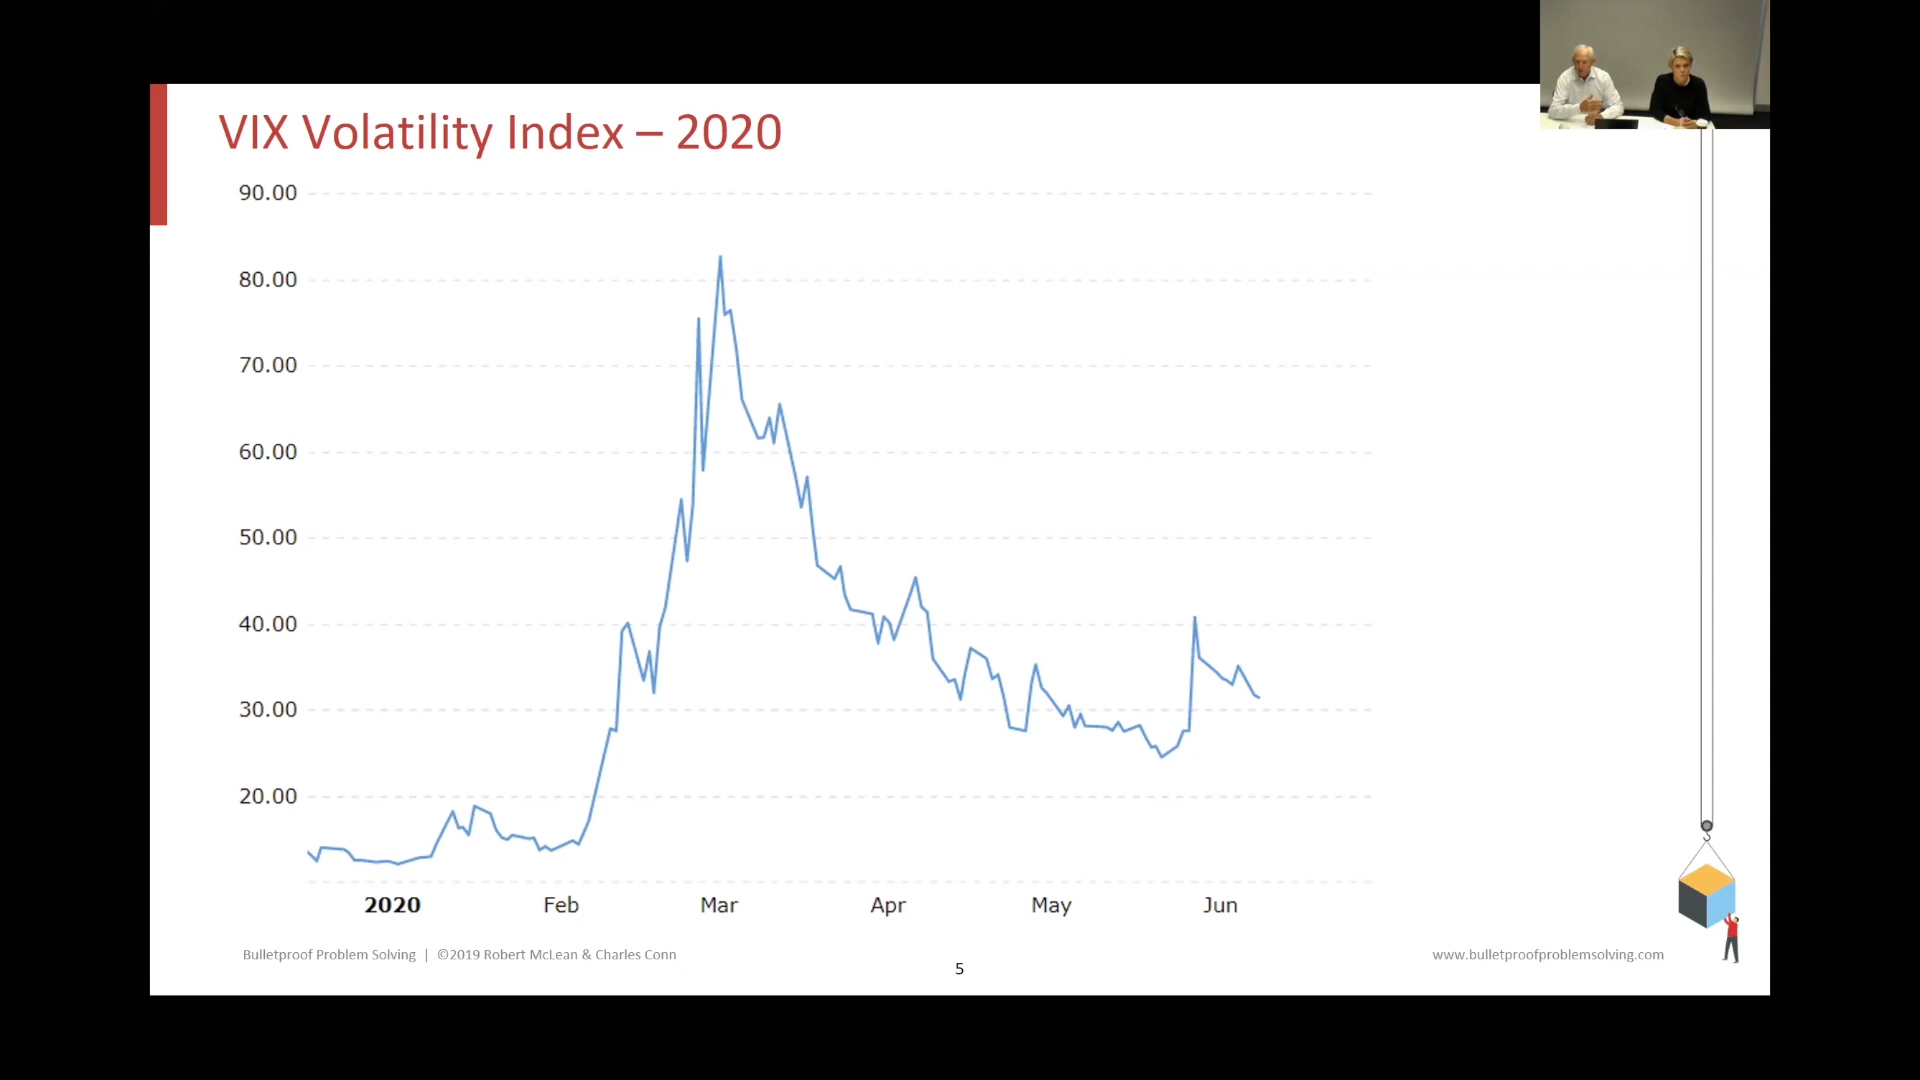 VIX Volatility Index – 2020
90.00
80.00
70.00
60.00
50.00
40.00
30.00
20.00
2020 Feb Mar Apr May Jun
Bulletproof Problem Solving | ©2019 Robert McLean & Charles Conn
5
www.bulletproofproblemsolving.com